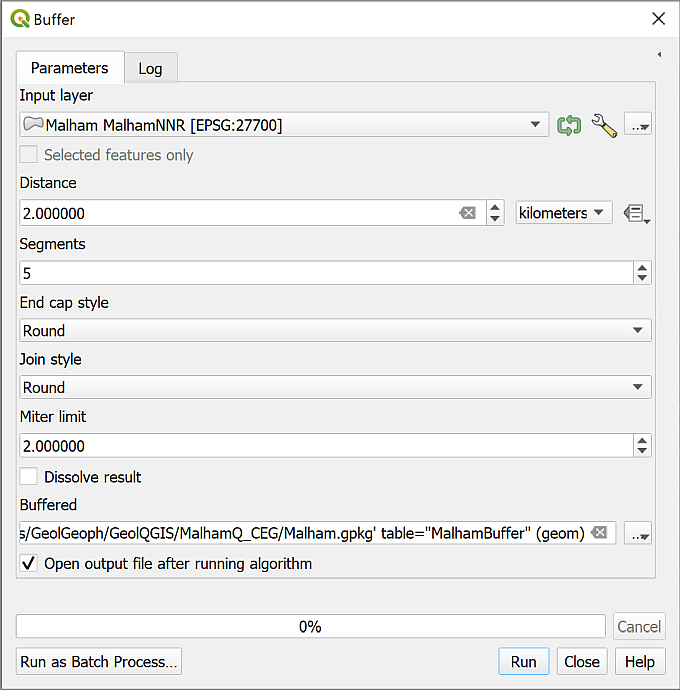 Buffer
Parameters Log
Input layer
Malham MalhamNNR [EPSG:27700]
Selected features only
Distance
2.000000 kilometers
Segments
5
End cap style
Round
Join style
Round
Miter limit
2.000000
Dissolve result
Buffered
s/GeolGeoph/GeolQGIS/MalhamQ_CEG/Malham.gpkg' table="MalhamBuffer" (geom)
Open output file after running algorithm
0% Cancel
Run as Batch Process... Run Close Help